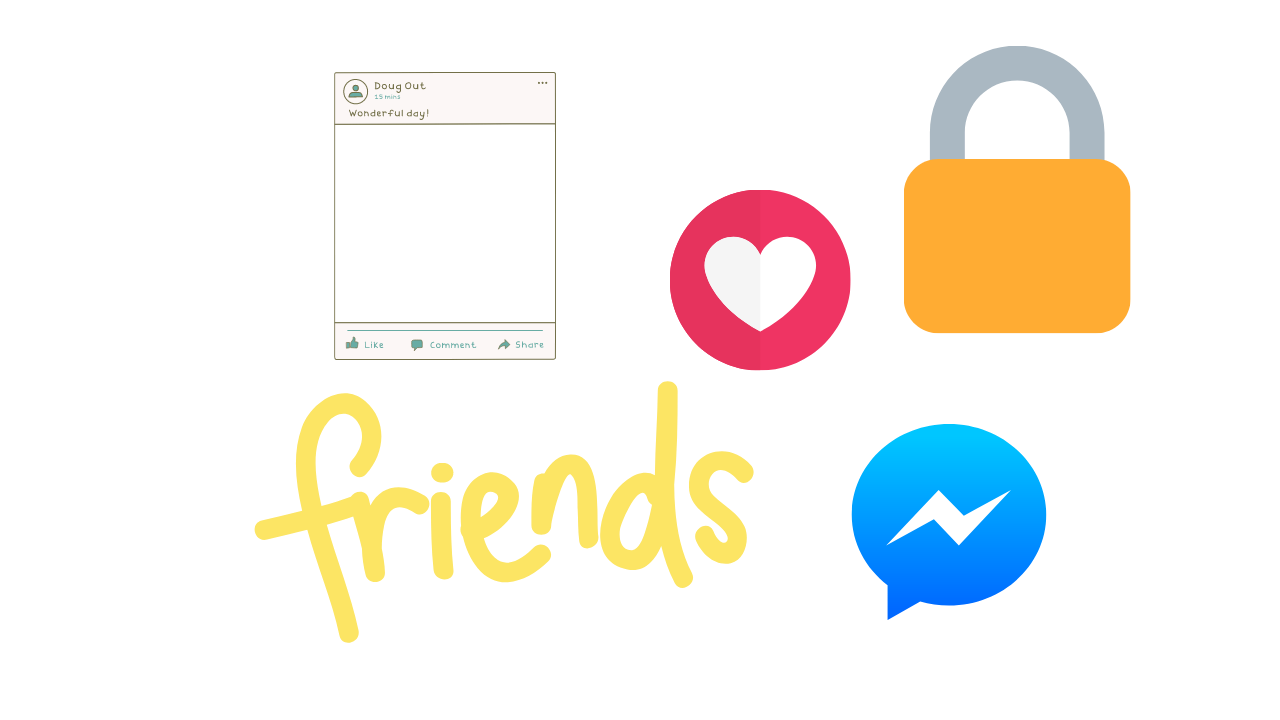 Doug Out
15 mins
Wonderful day!
Like Comment Share
friends